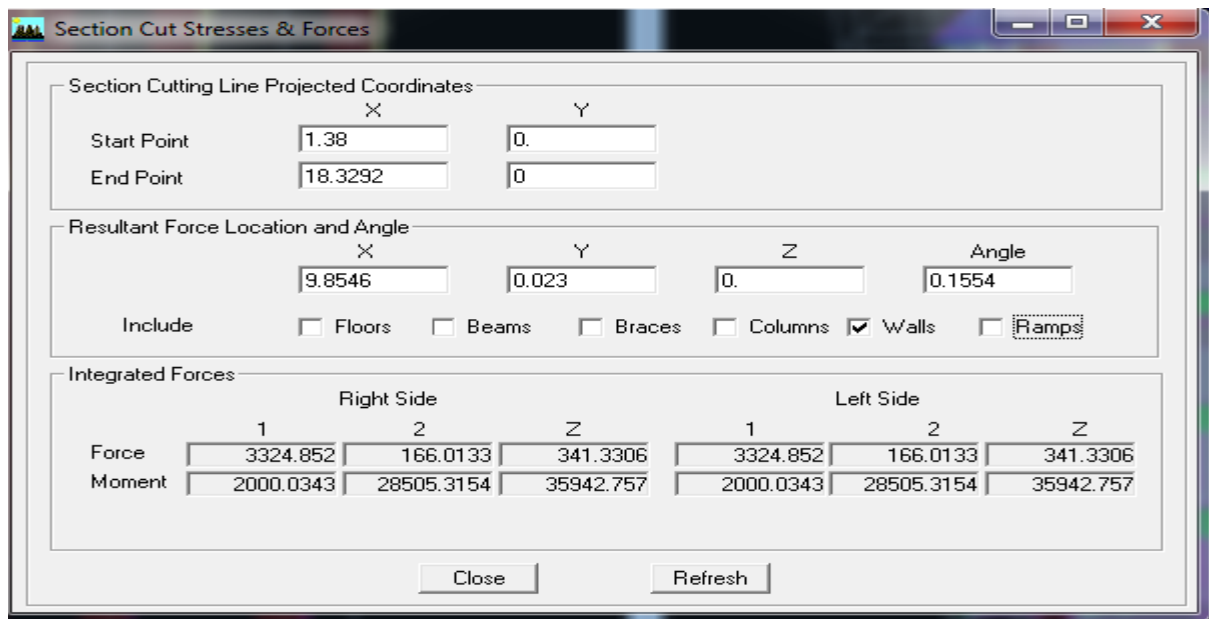 Section Cut Stresses & Forces
Section Cutting Line Projected Coordinates
X Y
Start Point 1.38 0.
End Point 18.3292 0
Resultant Force Location and Angle
X Y Z Angle
9.8546 0.023 0. 0.1554
Include Floors Beams Braces Columns Walls Ramps
Integrated Forces
Right Side Left Side
1 2 Z 1 2 Z
Force 3324.852 166.0133 341.3306 3324.852 166.0133 341.3306
Moment 2000.0343 28505.3154 35942.757 2000.0343 28505.3154 35942.757
Close Refresh